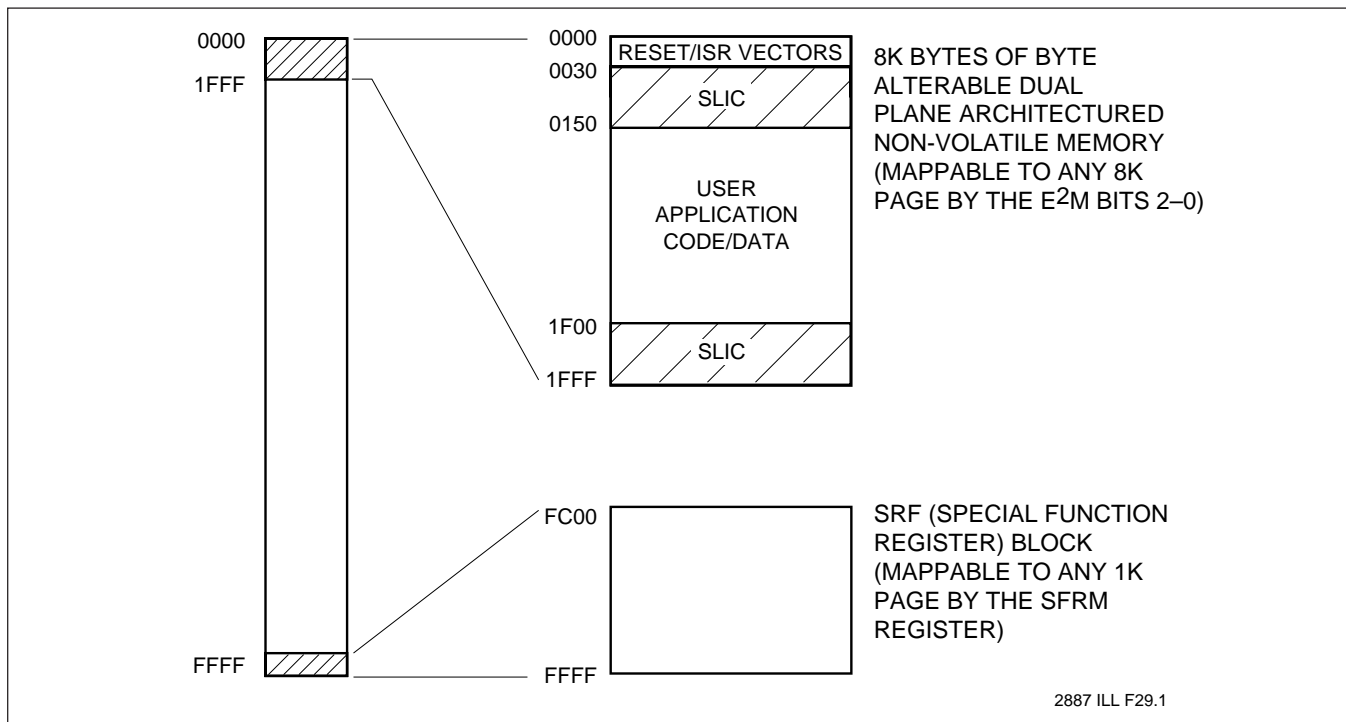 0000
1FFF
FFFF
0000
RESET/ISR VECTORS
0030
SLIC
0150
USER
APPLICATION
CODE/DATA
1F00
SLIC
1FFF
8K BYTES OF BYTE
ALTERABLE DUAL
PLANE ARCHITECTURED
NON-VOLATILE MEMORY
(MAPPABLE TO ANY 8K
PAGE BY THE E2M BITS 2–0)
FC00
FFFF
SRF (SPECIAL FUNCTION
REGISTER) BLOCK
(MAPPABLE TO ANY 1K
PAGE BY THE SFRM
REGISTER)
2887 ILL F29.1